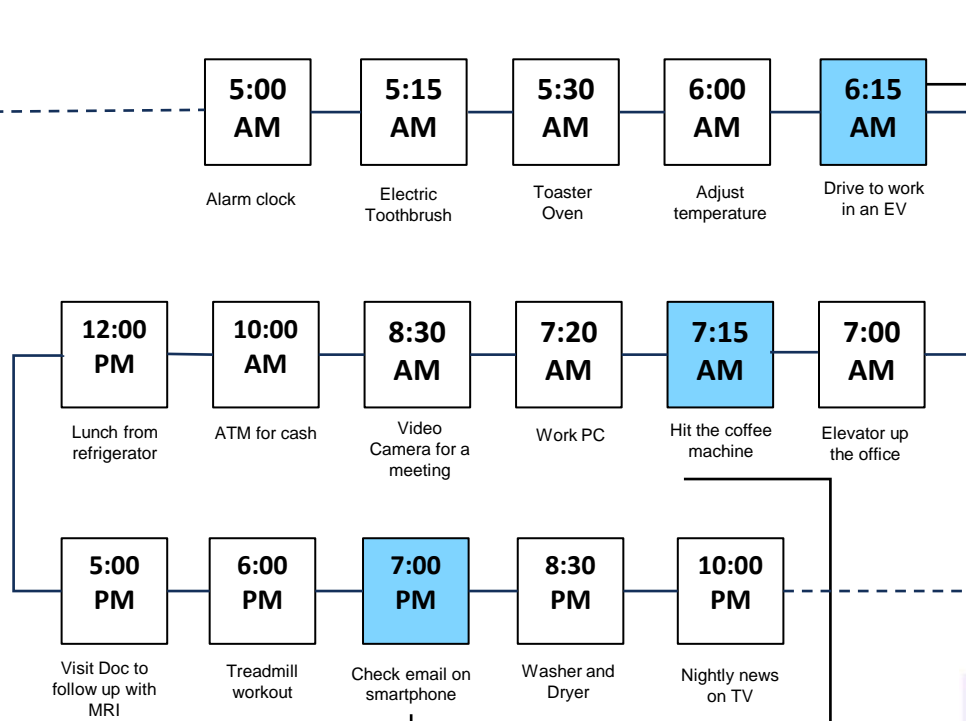 5:00
AM
5:15
AM
5:30
AM
6:00
AM
6:15
AM
Alarm clock
Electric
Toothbrush
Toaster
Oven
Adjust
temperature
Drive to work
in an EV
12:00
PM
10:00
AM
8:30
AM
7:20
AM
7:15
AM
7:00
AM
Lunch from
refrigerator
ATM for cash
Video
Camera for a
meeting
Work PC
Hit the coffee
machine
Elevator up
the office
5:00
PM
6:00
PM
7:00
PM
8:30
PM
10:00
PM
Visit Doc to
follow up with
MRI
Treadmill
workout
Check email on
smartphone
Washer and
Dryer
Nightly news
on TV